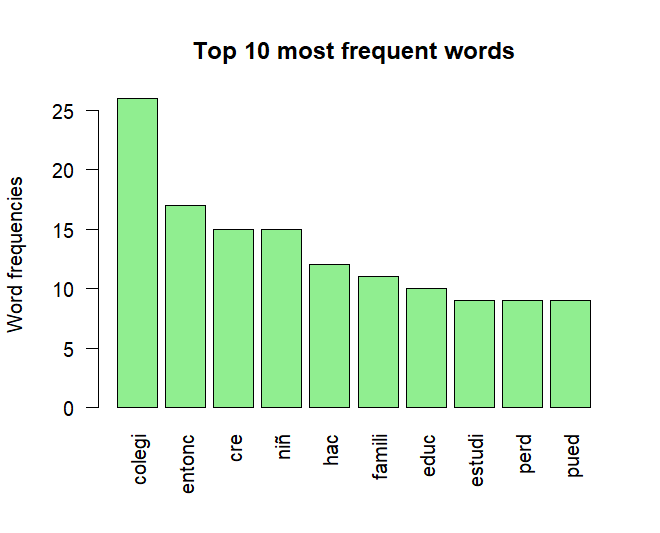 Top 10 most frequent words
Word frequencies
25
20
15
10
5
0
colegi
entonc
cre
niñ
hac
famili
educ
estudi
perd
pued